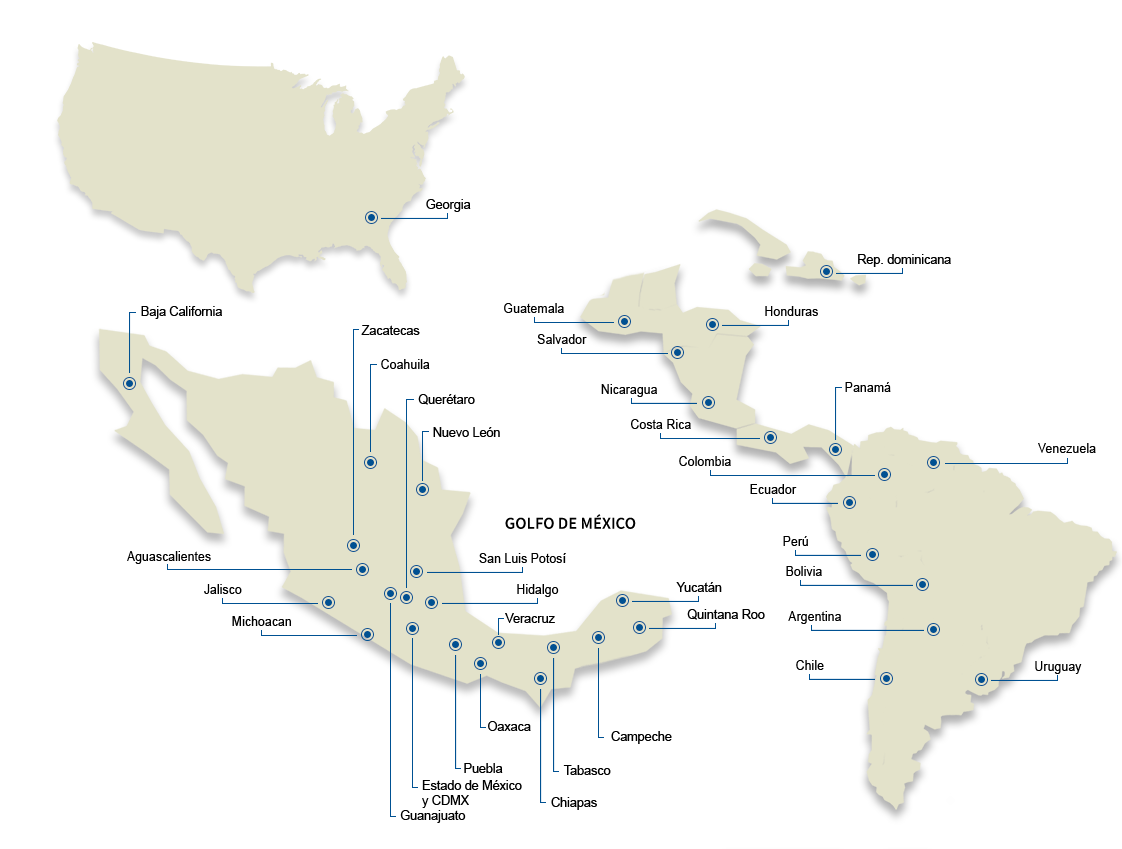 Georgia
Rep. dominicana
Guatemala
Honduras
Salvador
Nicaragua
Costa Rica
Panamá
Colombia
Venezuela
Ecuador
Perú
Bolivia
Argentina
Chile
Uruguay
Baja California
Zacatecas
Coahuila
Querétaro
Nuevo León
GOLFO DE MÉXICO
Aguascalientes
San Luis Potosí
Jalisco
Hidalgo
Yucatán
Michoacan
Veracruz
Quintana Roo
Oaxaca
Campeche
Puebla
Tabasco
Estado de México
y CDMX
Chiapas
Guanajuato